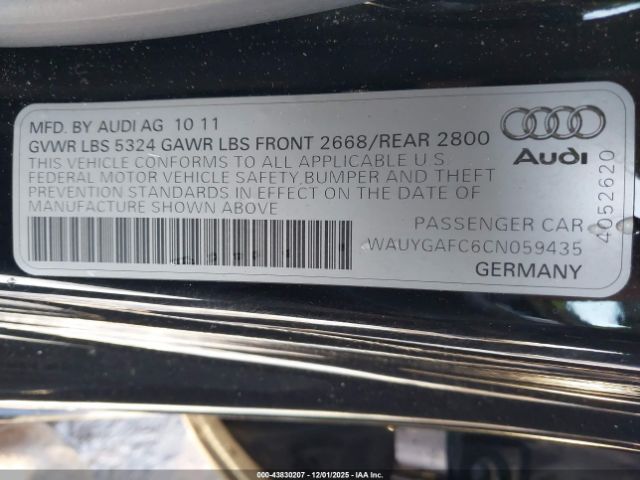 MFD. BY AUDI AG 10 11
GVWR LBS 5324 GAWR LBS FRONT 2668/REAR 2800
THIS VEHICLE CONFORMS TO ALL APPLICABLE U.S.
FEDERAL MOTOR VEHICLE SAFETY,BUMPER AND THEFT
PREVENTION STANDARDS IN EFFECT ON THE DATE OF
MANUFACTURE SHOWN ABOVE
Audi
PASSENGER CAR
WAUYGAFC6CN059435
GERMANY
4052620
000-43830207 - 12/01/2025 - IAA Inc.